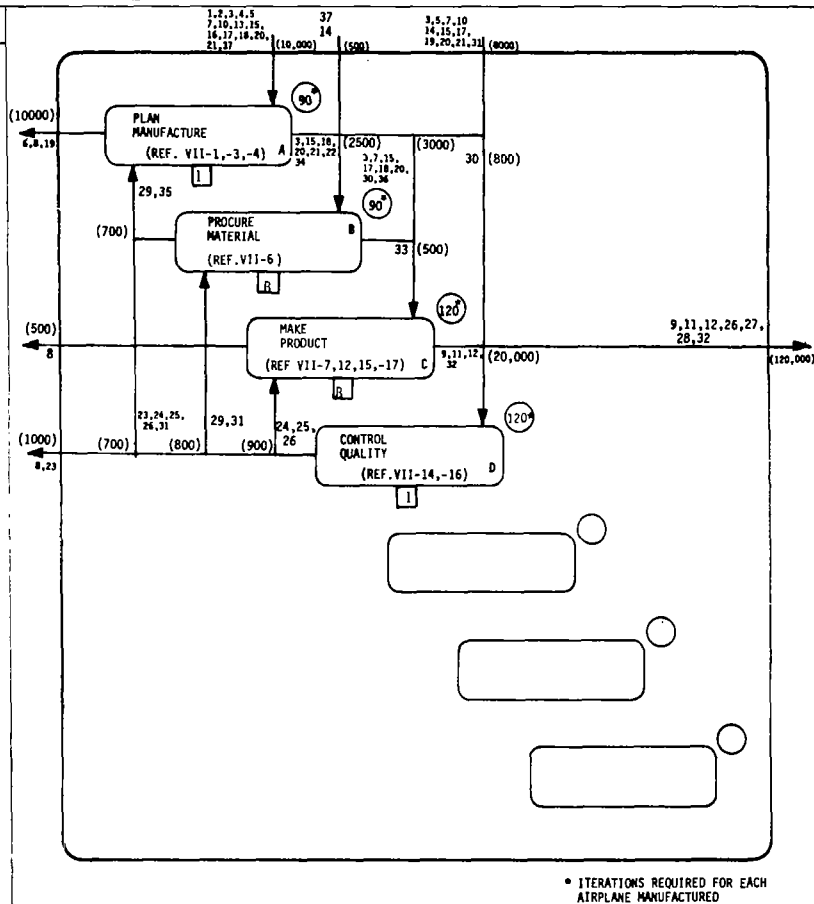 1,2,3,4,5
7,10,13,15,
16,17,18,20,
21,37
(10,000)
37
14
(500)
3,5,7,10
14,15,17,
19,20,21,31
(8000)
90*
(10000)
6,8,19
PLAN
MANUFACTURE
(REF. VII-1,-3,-4)
A
1
3,15,18,
20,21,22
34
(2500)
(3000)
3,7,15,
17,18,20,
30,36
30
(800)
29,35
90*
(700)
PROCURE
MATERIAL
B
(REF.VII-6)
B
33
(500)
120*
(500)
8
MAKE
PRODUCT
(REF VII-7,12,15,-17)
C
B
9,11,12,
32
(20,000)
9,11,12,26,27,
28,32
(120,000)
23,24,25,
26,31
29,31
24,25,
26
120*
(1000)
8,23
(700)
(800)
(900)
CONTROL
QUALITY
(REF.VII-14,-16)
D
1
* ITERATIONS REQUIRED FOR EACH
AIRPLANE MANUFACTURED